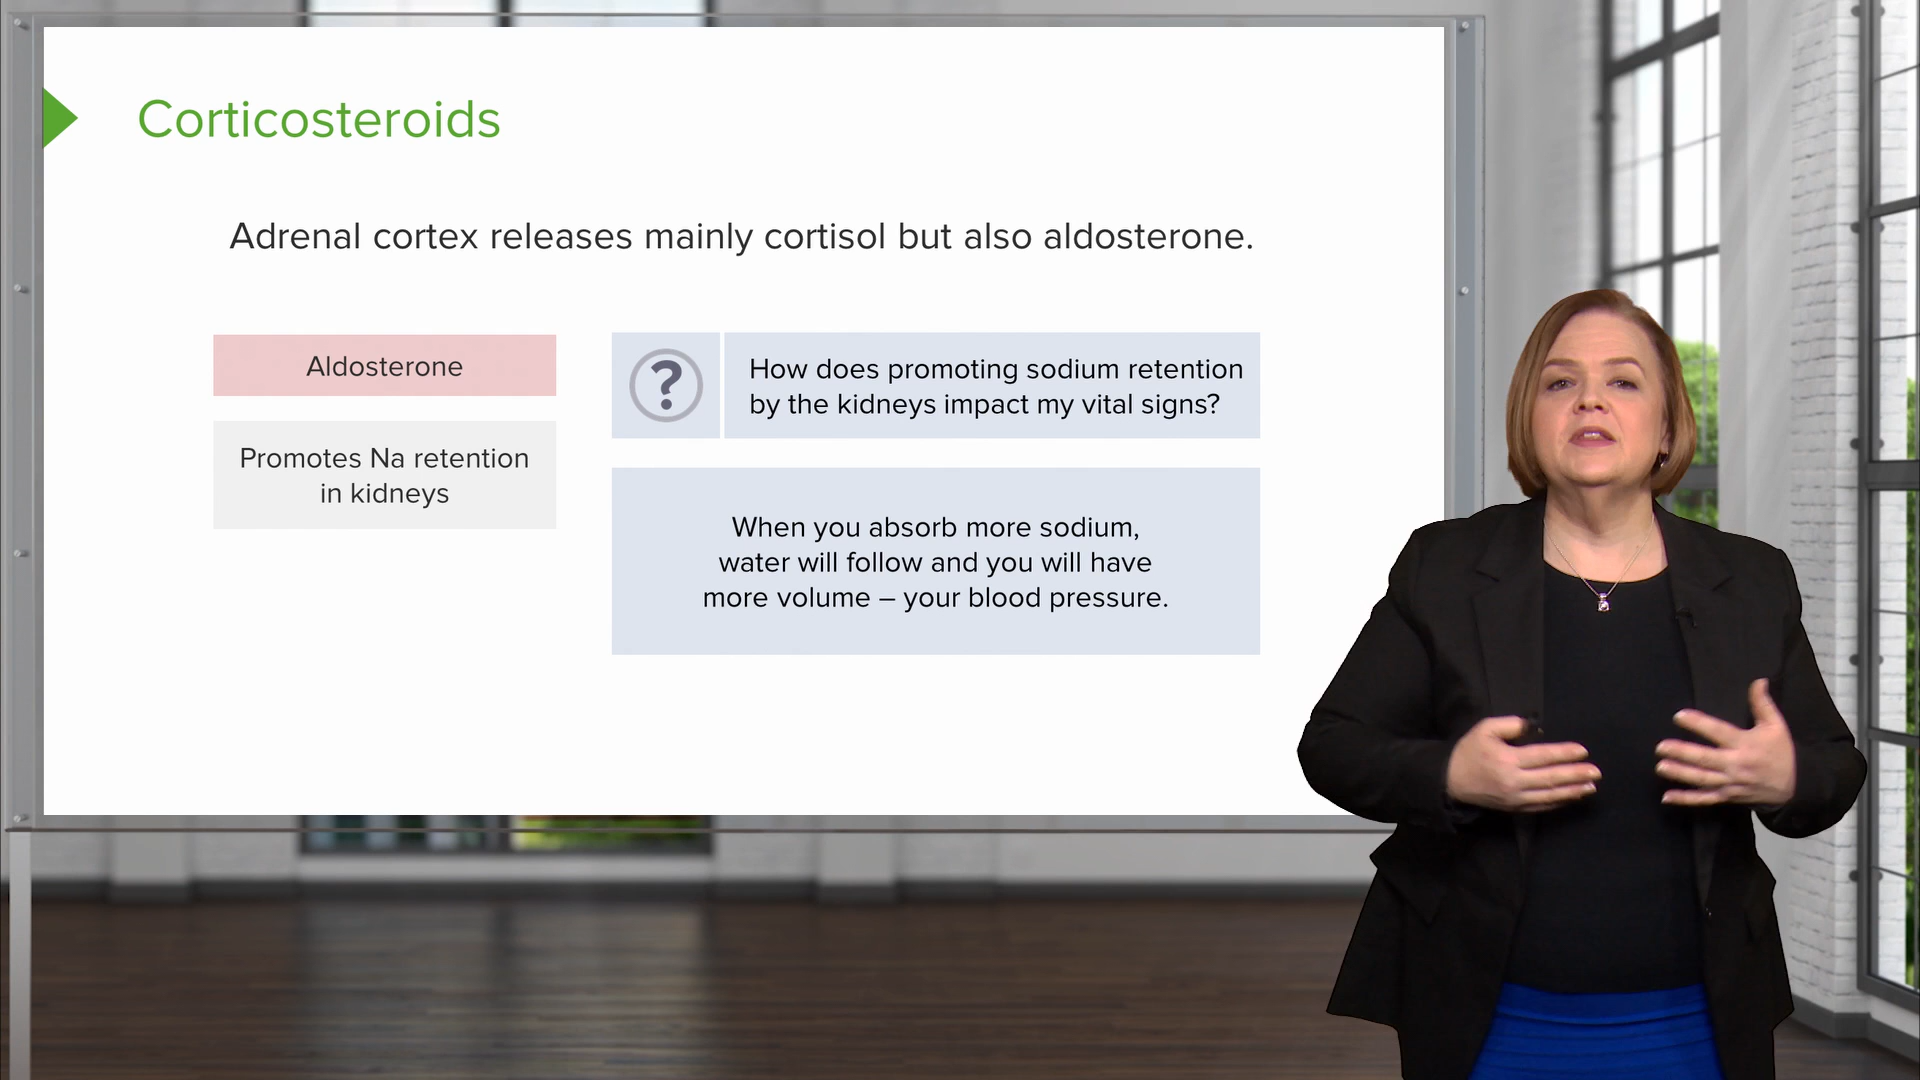 Corticosteroids
Adrenal cortex releases mainly cortisol but also aldosterone.
Aldosterone
Promotes Na retention
in kidneys
?
How does promoting sodium retention
by the kidneys impact my vital signs?
When you absorb more sodium,
water will follow and you will have
more volume – your blood pressure.